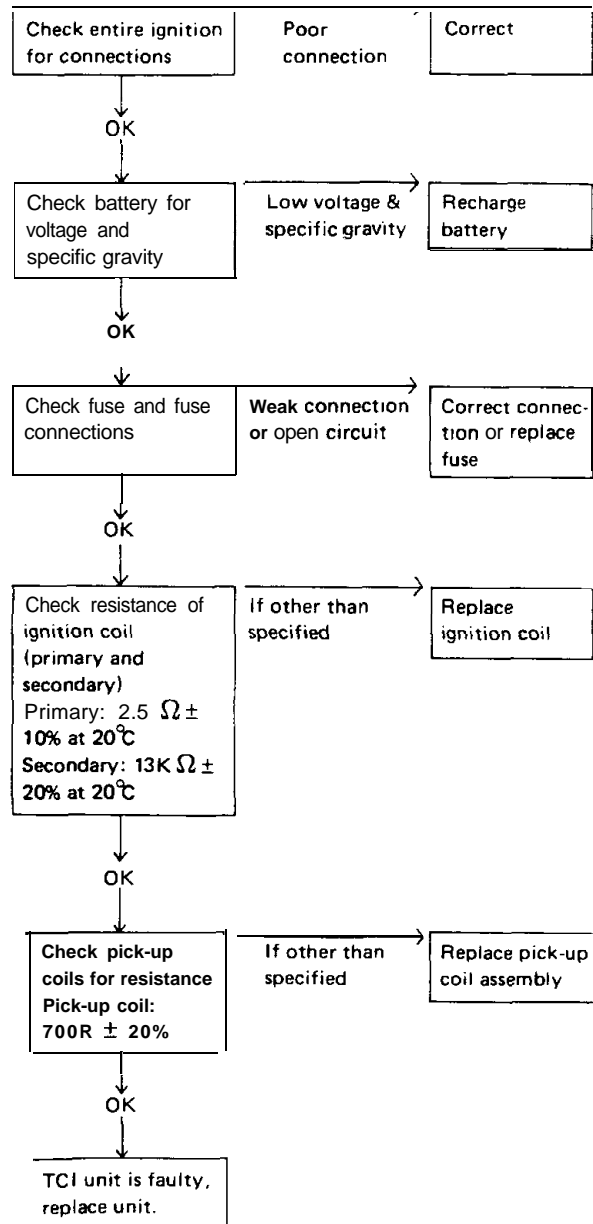 Check entire ignition
for connections
Poor
connection
Correct
OK
Check battery for
voltage and
specific gravity
Low voltage &
specific gravity
Recharge
battery
OK
Check fuse and fuse
connections
Weak connection
or open circuit
Correct connec-
tion or replace
fuse
OK
Check resistance of
ignition coil
(primary and
secondary)
Primary: 2.5 Ω ±
10% at 20°C
Secondary: 13K Ω ±
20% at 20°C
If other than
specified
Replace
ignition coil
OK
Check pick-up
coils for resistance
Pick-up coil:
700R ± 20%
If other than
specified
Replace pick-up
coil assembly
OK
TCI unit is faulty,
replace unit.